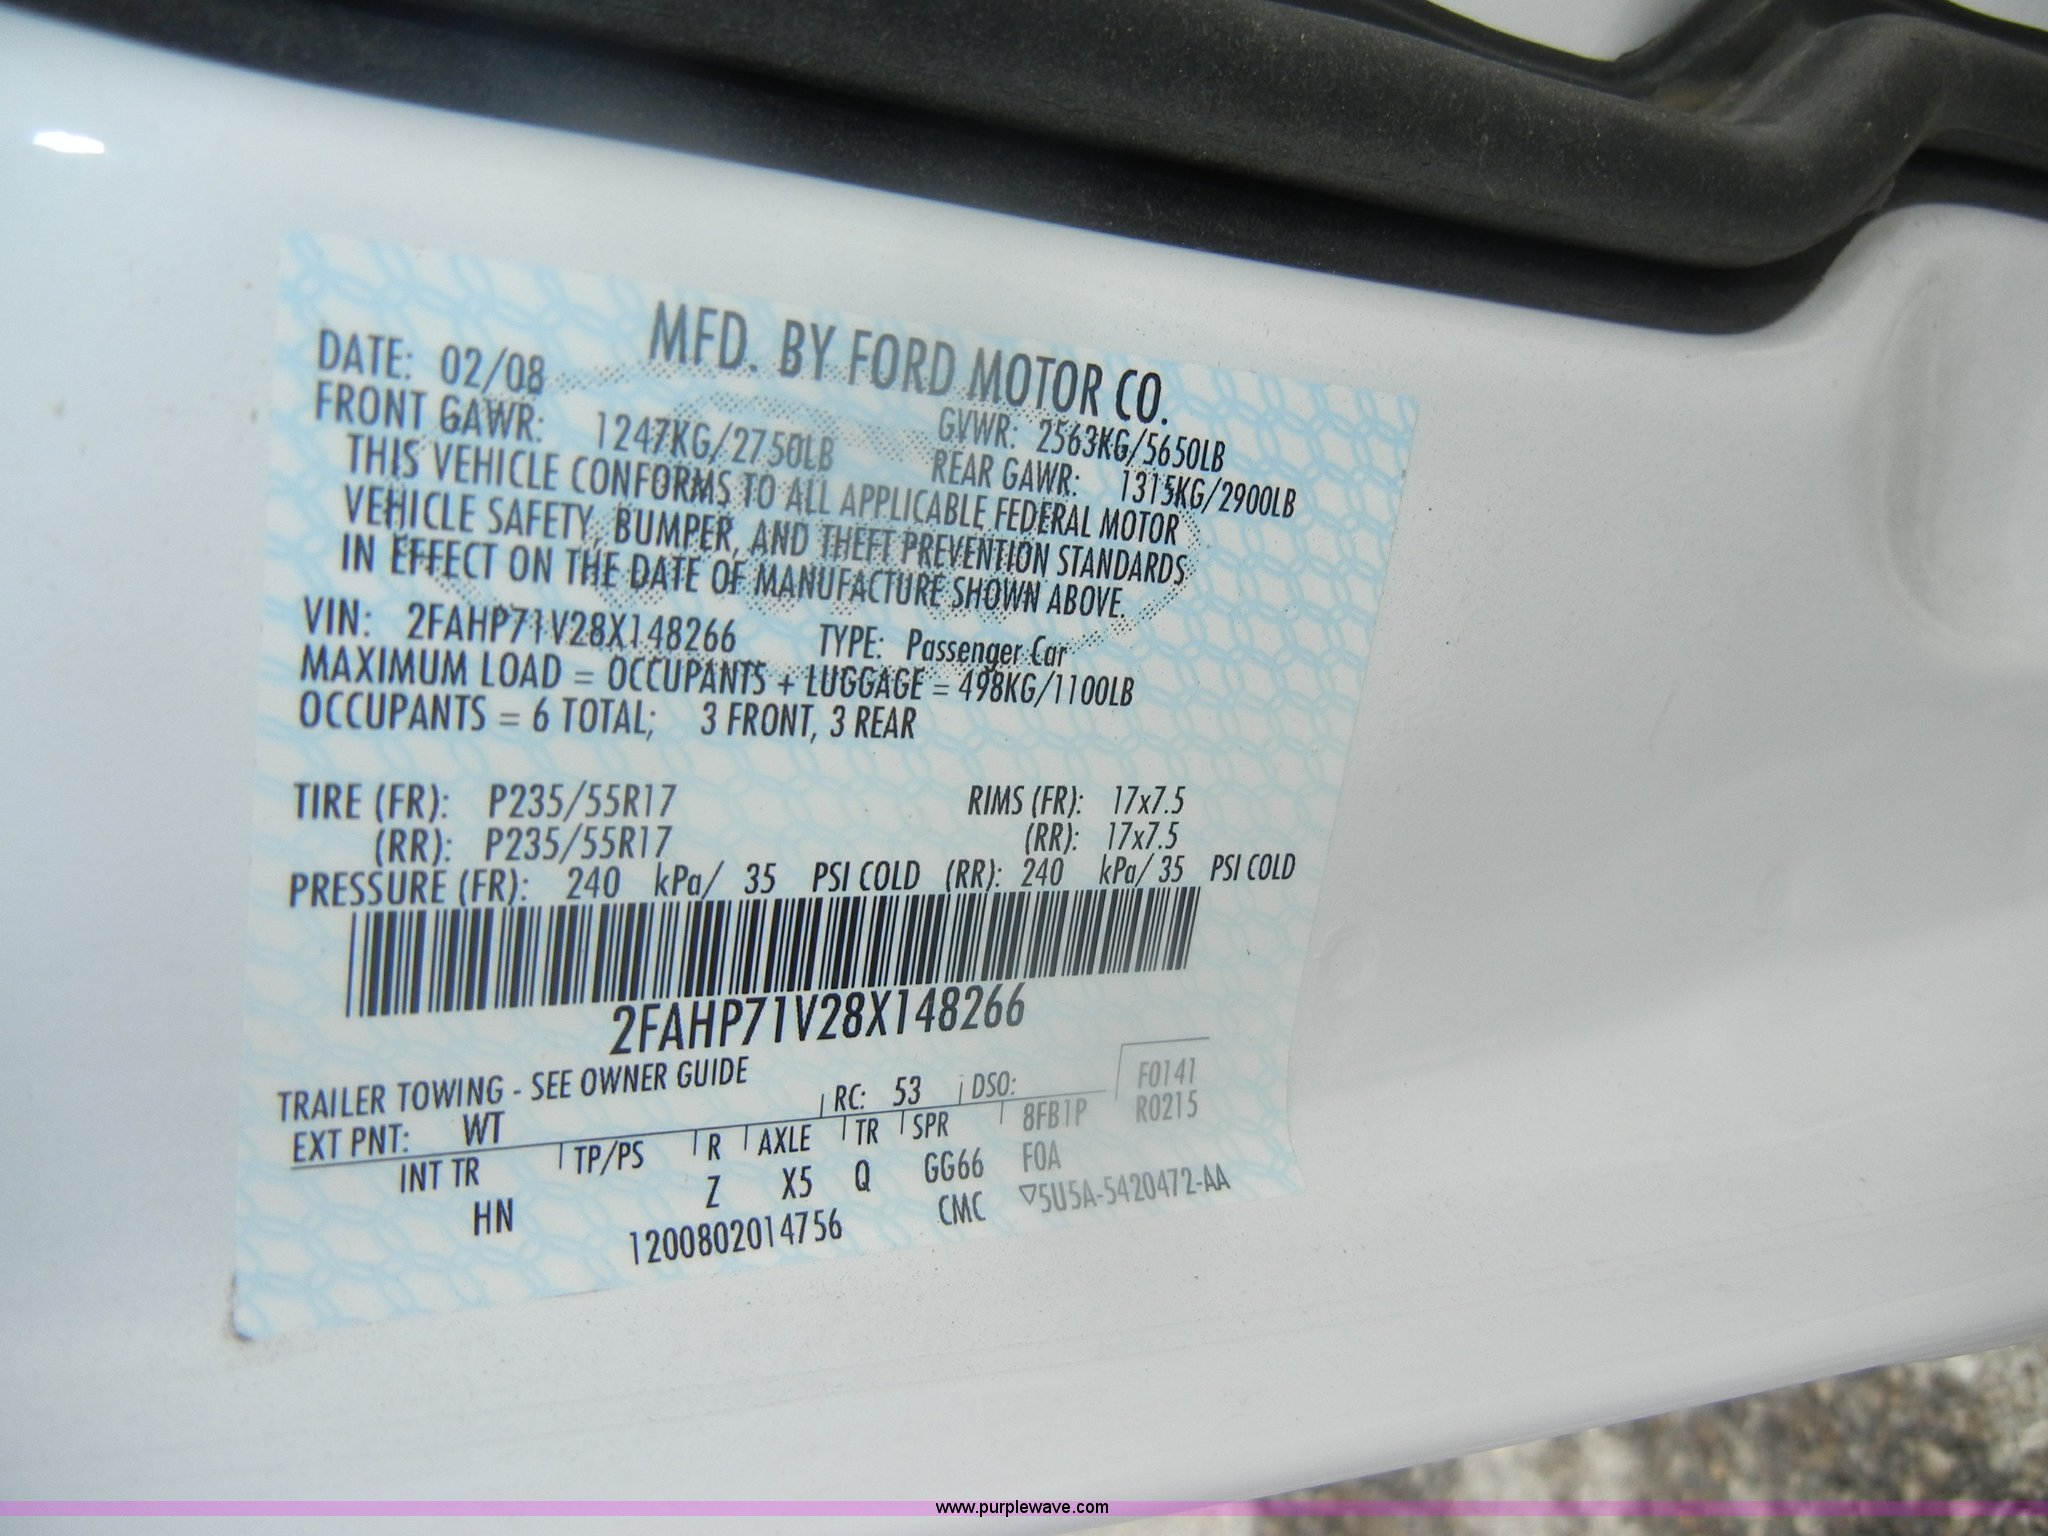 MFD. BY FORD MOTOR CO.
DATE: 02/08 GVWR: 2563KG/5650LB
FRONT GAWR: 1247KG/2750LB REAR GAWR: 1315KG/2900LB
THIS VEHICLE CONFORMS TO ALL APPLICABLE FEDERAL MOTOR
VEHICLE SAFETY, BUMPER, AND THEFT PREVENTION STANDARDS
IN EFFECT ON THE DATE OF MANUFACTURE SHOWN ABOVE.
VIN: 2FAHP71V28X148266 TYPE: Passenger Car
MAXIMUM LOAD = OCCUPANTS + LUGGAGE = 498KG/1100LB
OCCUPANTS = 6 TOTAL; 3 FRONT, 3 REAR
TIRE (FR): P235/55R17 RIMS (FR): 17x7.5
(RR): P235/55R17 (RR): 17x7.5
PRESSURE (FR): 240 kPa/ 35 PSI COLD (RR): 240 kPa/ 35 PSI COLD
2FAHP71V28X148266
TRAILER TOWING - SEE OWNER GUIDE F0141
EXT PNT: WT RC: 53 DSO: R0215
INT TR TP/PS R AXLE TR SPR 8FB1P
HN Z X5 Q GG66 F0A
1200802014756 CMC ▽5U5A-5420472-AA
www.purplewave.com